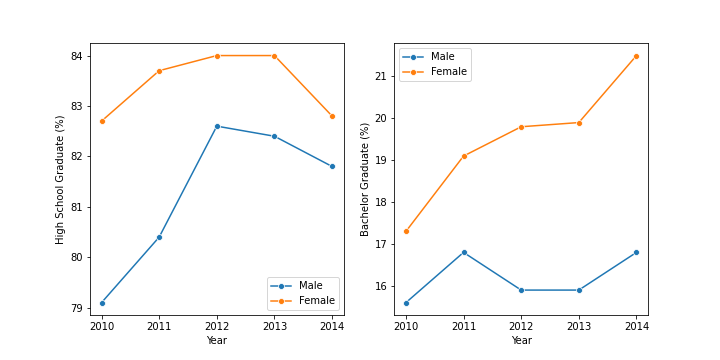 High School Graduate (%)
84
83
82
81
80
79
2010 2011 2012 2013 2014
Year
Male
Female
Bachelor Graduate (%)
21
20
19
18
17
16
2010 2011 2012 2013 2014
Year
Male
Female